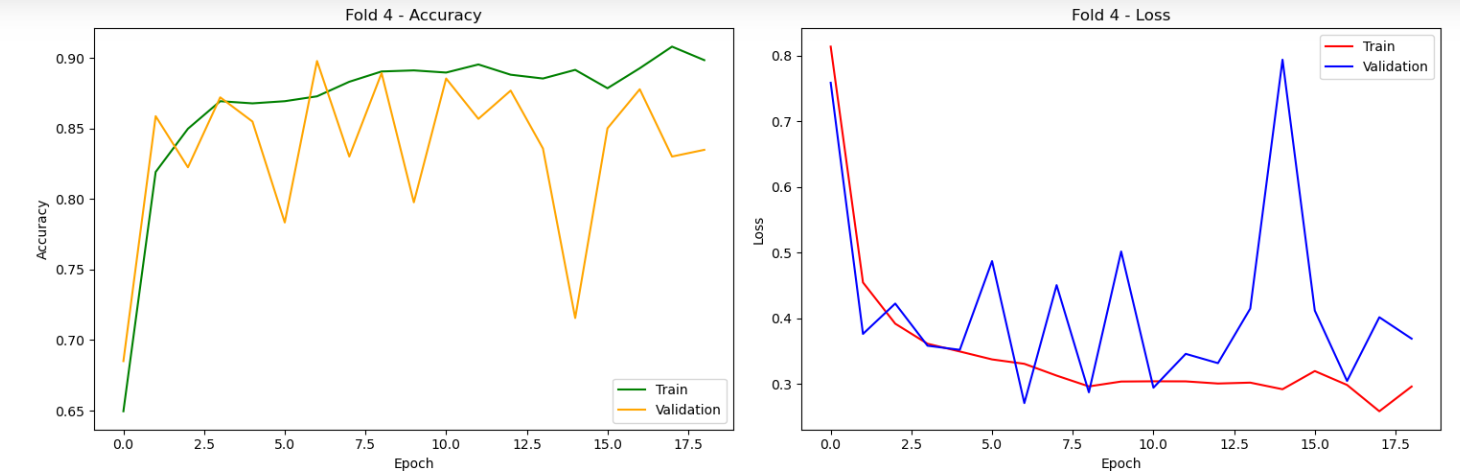 Fold 4 - Accuracy
0.90
0.85
0.80
0.75
0.70
0.65
Accuracy
0.0 2.5 5.0 7.5 10.0 12.5 15.0 17.5
Epoch
Train
Validation
Fold 4 - Loss
0.8
0.7
0.6
0.5
0.4
0.3
Loss
0.0 2.5 5.0 7.5 10.0 12.5 15.0 17.5
Epoch
Train
Validation